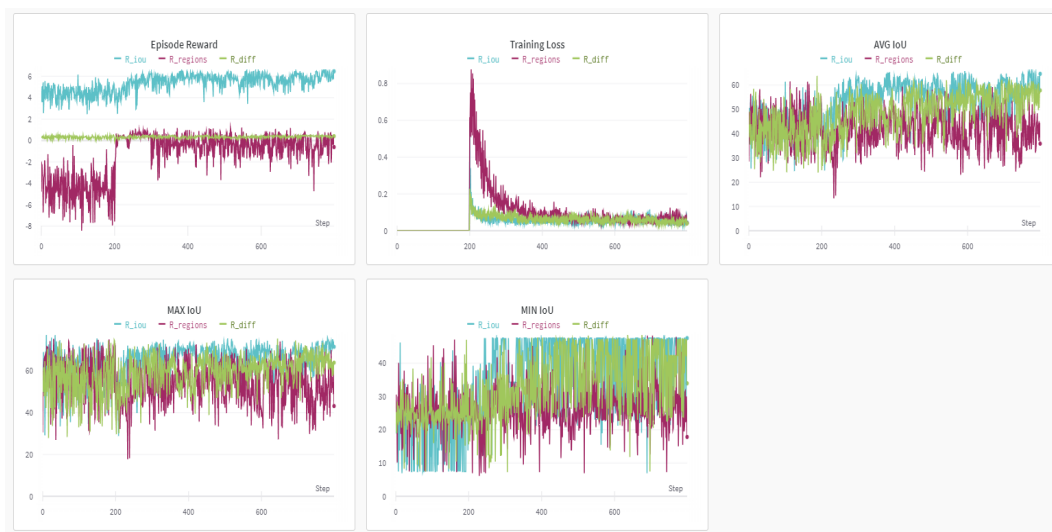 Episode Reward
R_iou R_regions R_diff
6
4
2
0
-2
-4
-6
-8
Step
0 200 400 600
Training Loss
R_iou R_regions R_diff
0.8
0.6
0.4
0.2
0
0 200 400 600
AVG IoU
R_iou R_regions R_diff
60
50
40
30
20
10
0
0 200 400 600
MAX IoU
R_iou R_regions R_diff
60
40
20
0
Step
0 200 400 600
MIN IoU
R_iou R_regions R_diff
40
30
20
10
0
Step
0 200 400 600